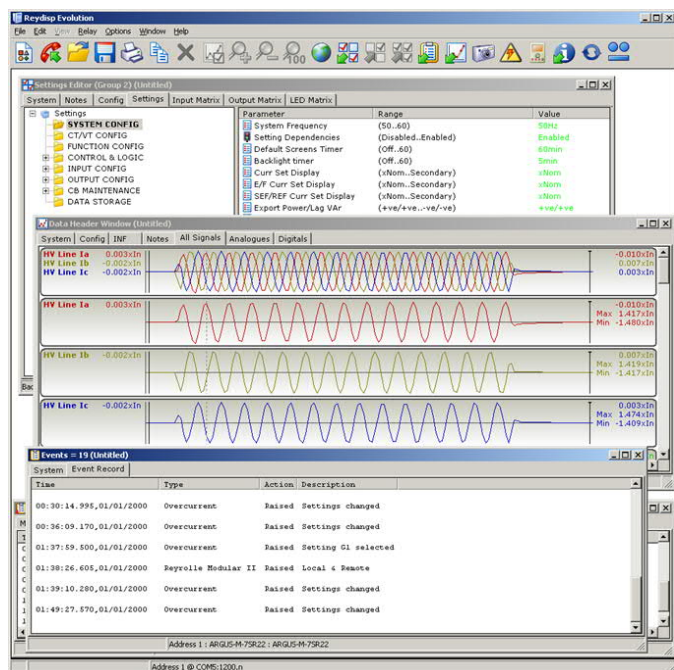 Reydisp Evolution
File Edit View Relay Options Window Help
Settings Editor (Group 2) (Untitled)
System Notes Config Settings Input Matrix Output Matrix LED Matrix
Settings
SYSTEM CONFIG
CT/VT CONFIG
FUNCTION CONFIG
CONTROL & LOGIC
INPUT CONFIG
OUTPUT CONFIG
CB MAINTENANCE
DATA STORAGE
Parameter Range Value
System Frequency (50..60) 50Hz
Setting Dependencies (Disabled..Enabled) Enabled
Default Screens Timer (Off..60) 60min
Backlight timer (Off..60) 5min
Curr Set Display (xNom..Secondary) xNom
E/F Curr Set Display (xNom..Secondary) xNom
SEF/REF Curr Set Display (xNom..Secondary) xNom
Export Power/Lag VAr (+ve/+ve..-ve/-ve) +ve/+ve
Data Header Window (Untitled)
System Config INF Notes All Signals Analogues Digitals
HV Line Ia 0.003xIn -0.010xIn
HV Line Ib -0.002xIn 0.007xIn
HV Line Ic -0.002xIn 0.003xIn
HV Line Ia 0.003xIn -0.010xIn
Max 1.417xIn
Min -1.480xIn
HV Line Ib -0.002xIn 0.007xIn
Max 1.419xIn
Min -1.417xIn
HV Line Ic -0.002xIn 0.003xIn
Max 1.474xIn
Min -1.409xIn
Events = 19 (Untitled)
System Event Record
Time Type Action Description
00:30:14.995,01/01/2000 Overcurrent Raised Settings changed
00:36:09.170,01/01/2000 Overcurrent Raised Settings changed
01:37:59.500,01/01/2000 Overcurrent Raised Setting G1 selected
01:38:26.605,01/01/2000 Reyrolle Modular II Raised Local & Remote
01:39:10.280,01/01/2000 Overcurrent Raised Settings changed
01:49:27.570,01/01/2000 Overcurrent Raised Settings changed
Address 1 : ARGUS-M-7SR22 : ARGUS-M-7SR22
Address 1 @ COM5:1200.n